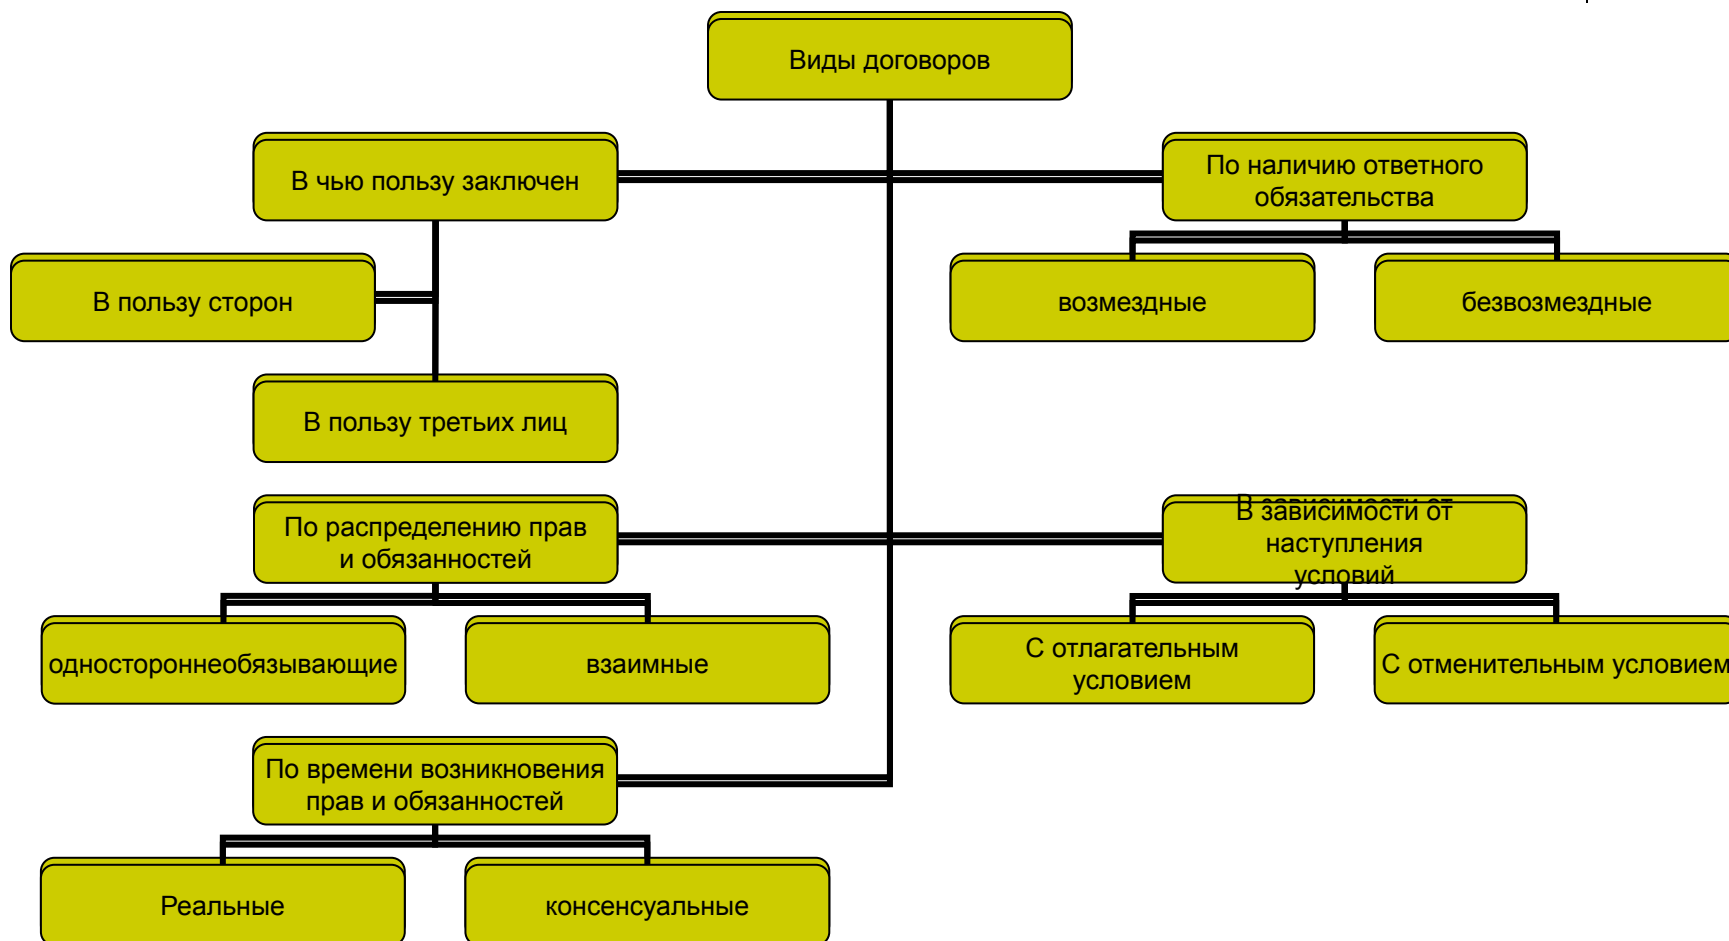 Виды договоров
В чью пользу заключен
По наличию ответного
обязательства
В пользу сторон
возмездные
безвозмездные
В пользу третьих лиц
По распределению прав
и обязанностей
В зависимости от
наступления
условий
одностороннеобязывающие
взаимные
С отлагательным
условием
С отменительным условием
По времени возникновения
прав и обязанностей
Реальные
консенсуальные